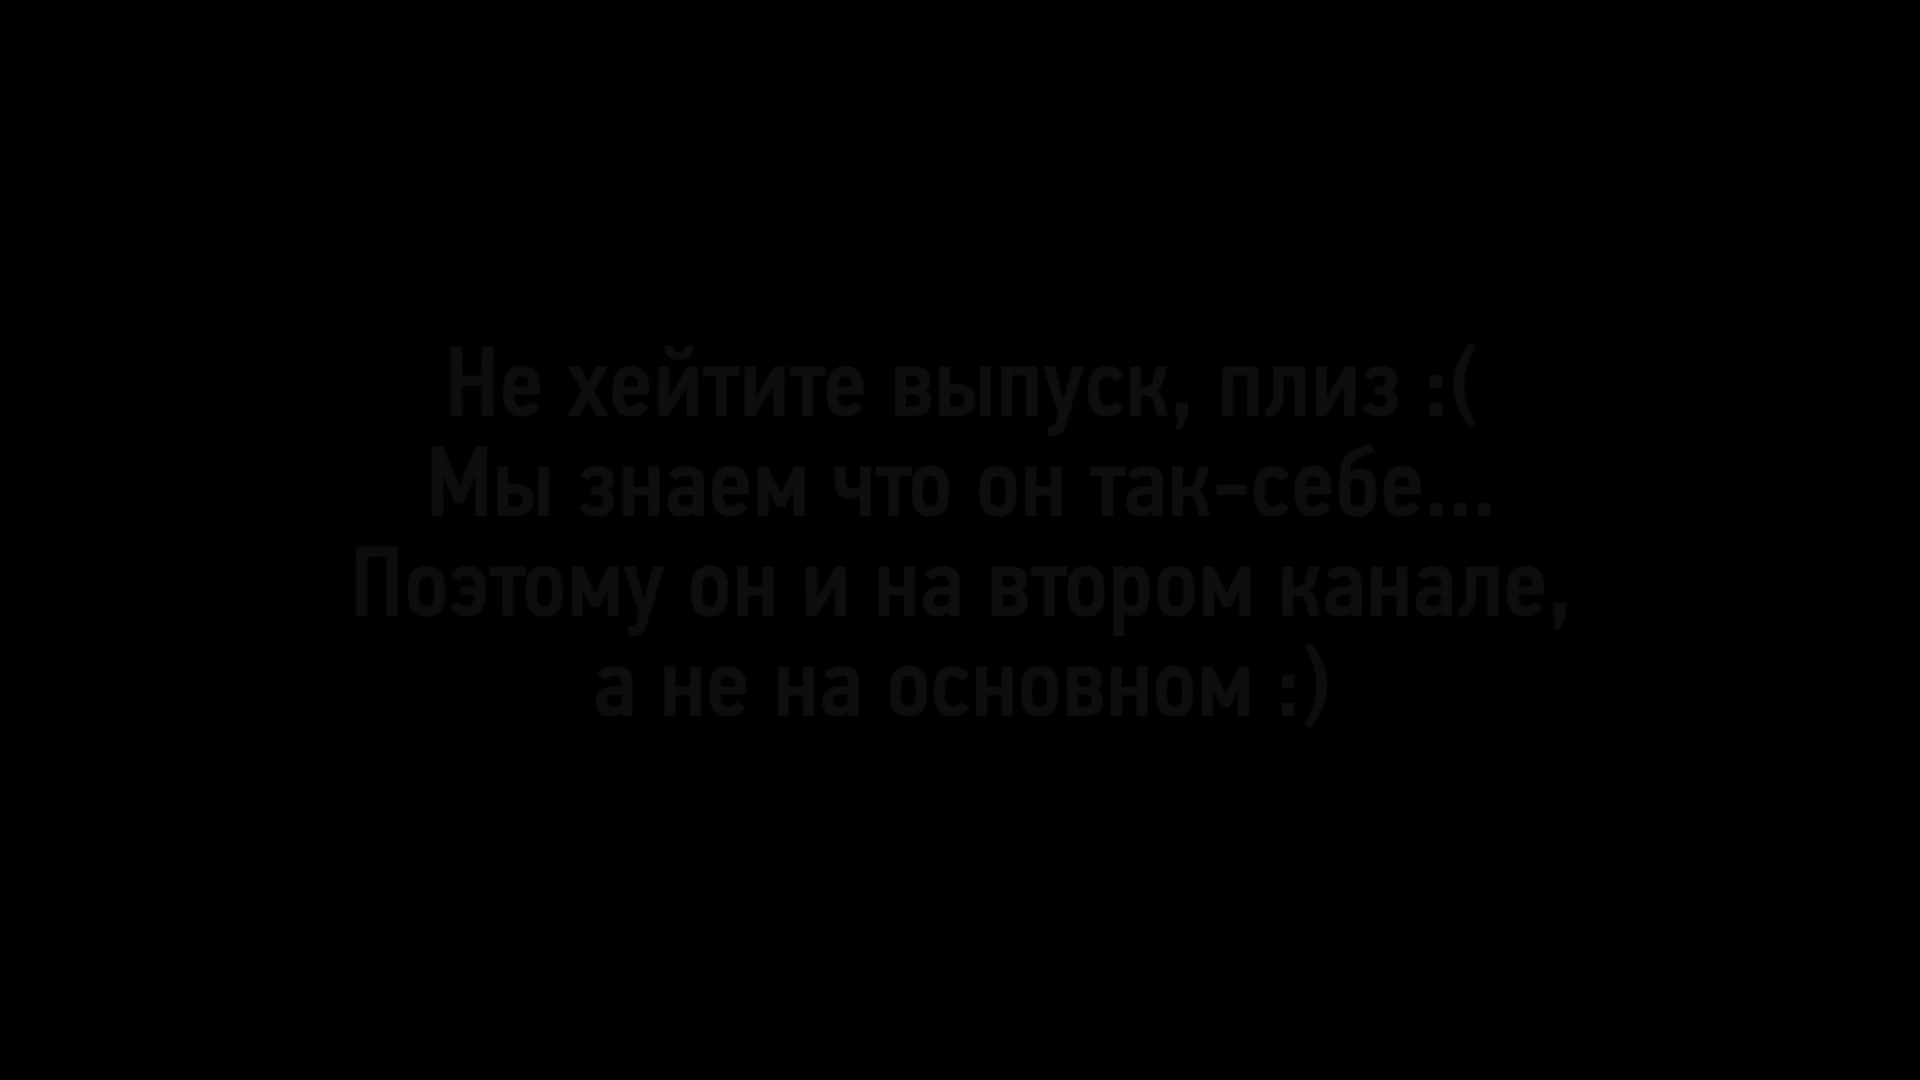 Не хейтите выпуск, плиз :(
Мы знаем что он так-себе...
Поэтому он и на втором канале,
а не на основном :)